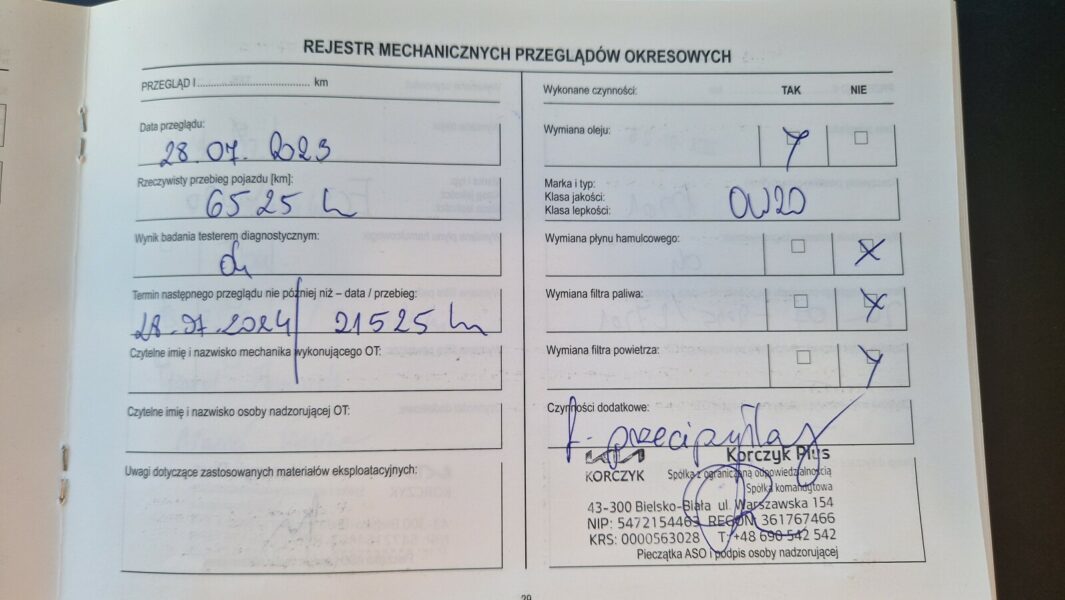 REJESTR MECHANICZNYCH PRZEGLĄDÓW OKRESOWYCH
PRZEGLĄD I .................................... km
Data przeglądu:
28.07.2023
Rzeczywisty przebieg pojazdu [km]:
6525 km
Wynik badania testerem diagnostycznym:
ok
Termin następnego przeglądu nie później niż – data / przebieg:
28.07.2024 / 21525 km
Czytelne imię i nazwisko mechanika wykonującego OT:
Czytelne imię i nazwisko osoby nadzorującej OT:
Uwagi dotyczące zastosowanych materiałów eksploatacyjnych:
Wykonane czynności: TAK NIE
Wymiana oleju:
Marka i typ:
Klasa jakości:
Klasa lepkości:
0W20
Wymiana płynu hamulcowego:
Wymiana filtra paliwa:
Wymiana filtra powietrza:
Czynności dodatkowe:
f. przeciwpyłkowy
KORCZYK
Korczyk Plus
Spółka z ograniczoną odpowiedzialnością
Spółka komandytowa
43-300 Bielsko-Biała ul. Warszawska 154
NIP: 5472154463 REGON: 361767466
KRS: 0000563028 T: +48 690 542 542
Pieczątka ASO i podpis osoby nadzorującej
29